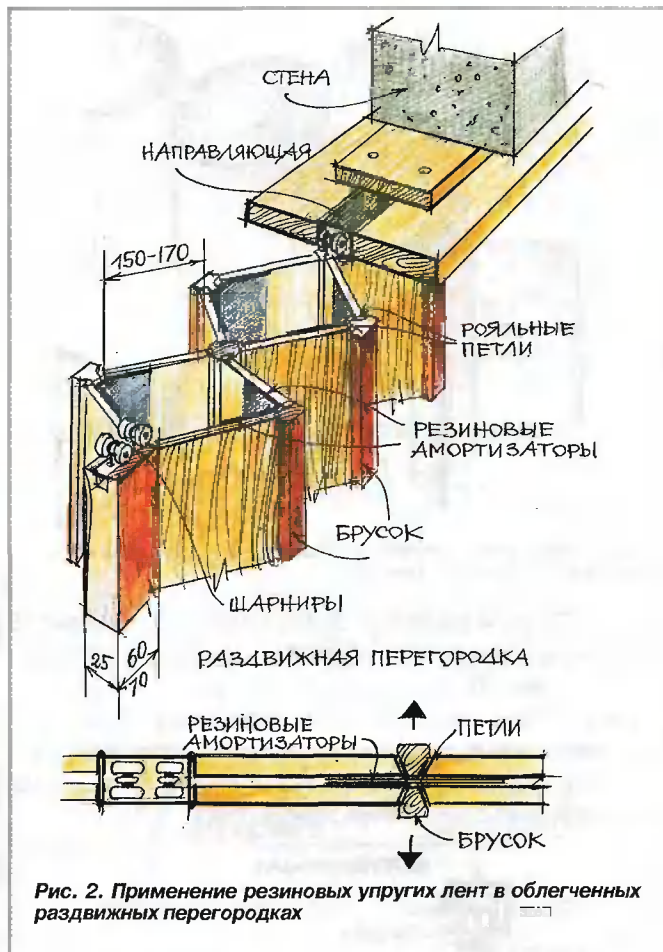 СТЕНА
НАПРАВЛЯЮЩАЯ
150-170
РОЯЛЬНЫЕ
ПЕТЛИ
РЕЗИНОВЫЕ
АМОРТИЗАТОРЫ
БРУСОК
ШАРНИРЫ
25
60
70
РАЗДВИЖНАЯ ПЕРЕГОРОДКА
РЕЗИНОВЫЕ
АМОРТИЗАТОРЫ
ПЕТЛИ
БРУСОК
Рис. 2. Применение резиновых упругих лент в облегченных
раздвижных перегородках